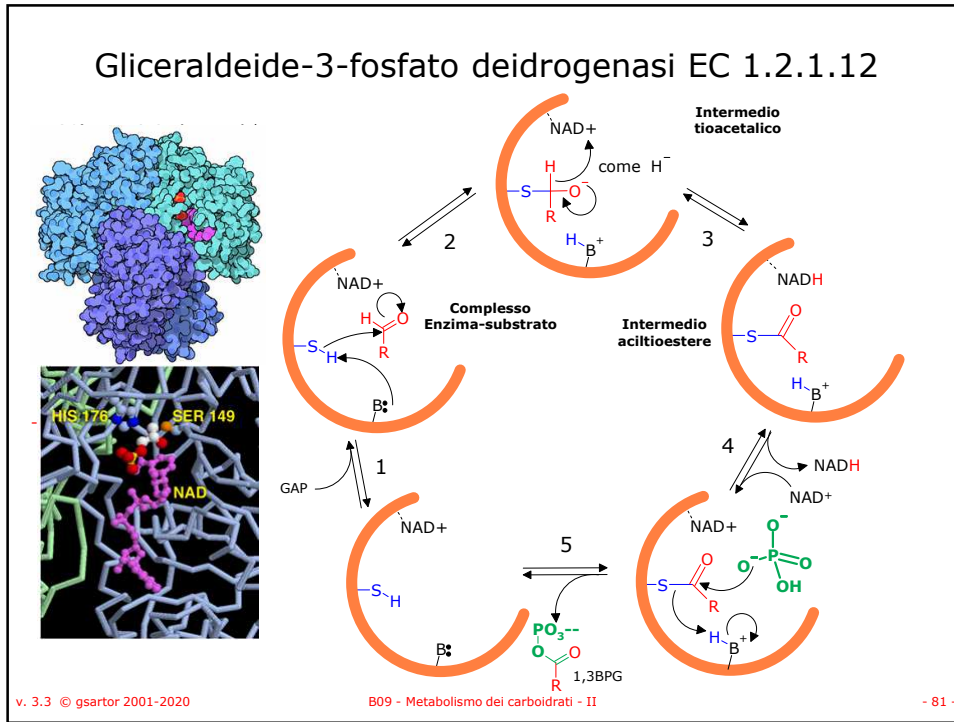 Gliceraldeide-3-fosfato deidrogenasi EC 1.2.1.12
Intermedio
tioacetalico
NAD+
come H⁻
H
S
O⁻
R
H
B⁺
2
3
NAD+
H
O
R
S
H
B:
Complesso
Enzima-substrato
Intermedio
aciltioestere
NADH
O
S
R
H
B⁺
HIS 176
SER 149
NAD
-
1
GAP
4
NADH
NAD⁺
NAD+
S
H
B:
5
PO₃--
O
O
R
1,3BPG
NAD+
O⁻
O⁻
P
O
OH
O
S
R
H
B⁺
v. 3.3 © gsartor 2001-2020
B09 - Metabolismo dei carboidrati - II
- 81 -